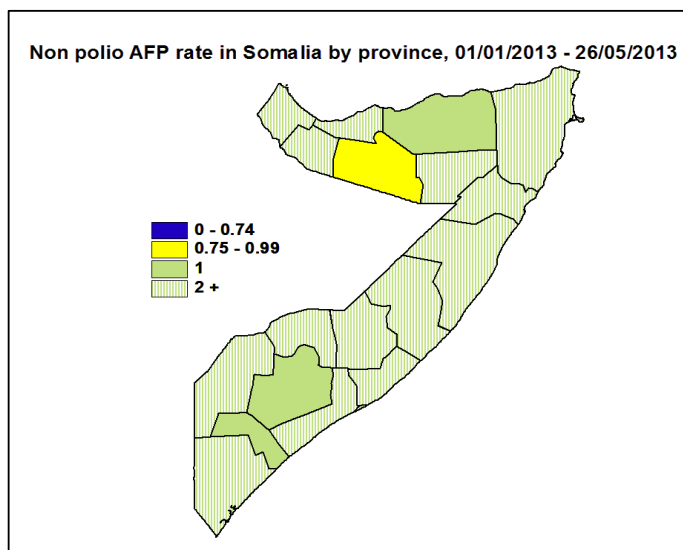 Non polio AFP rate in Somalia by province, 01/01/2013 - 26/05/2013
0 - 0.74
0.75 - 0.99
1
2 +